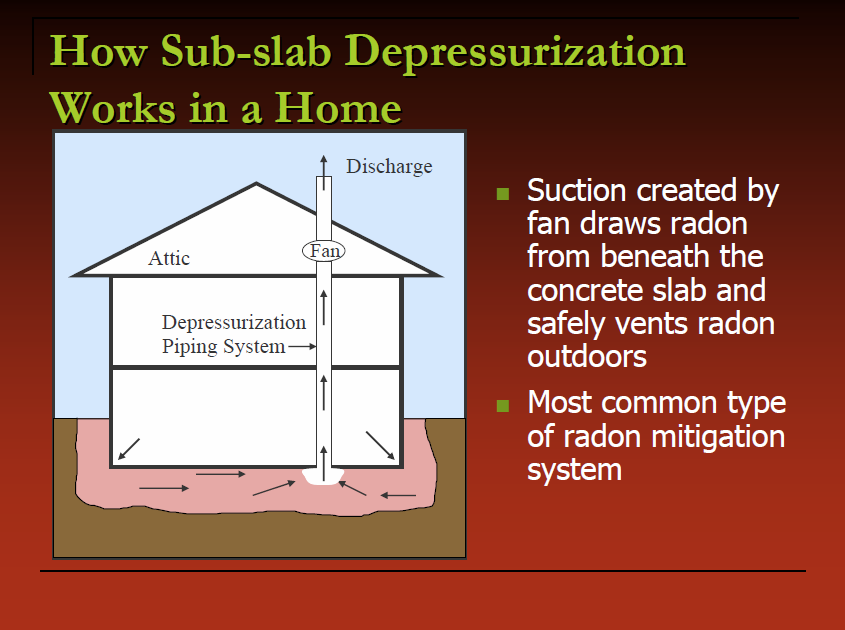 How Sub-slab Depressurization
Works in a Home
Discharge
Fan
Attic
Depressurization
Piping System
Suction created by
fan draws radon
from beneath the
concrete slab and
safely vents radon
outdoors
Most common type
of radon mitigation
system